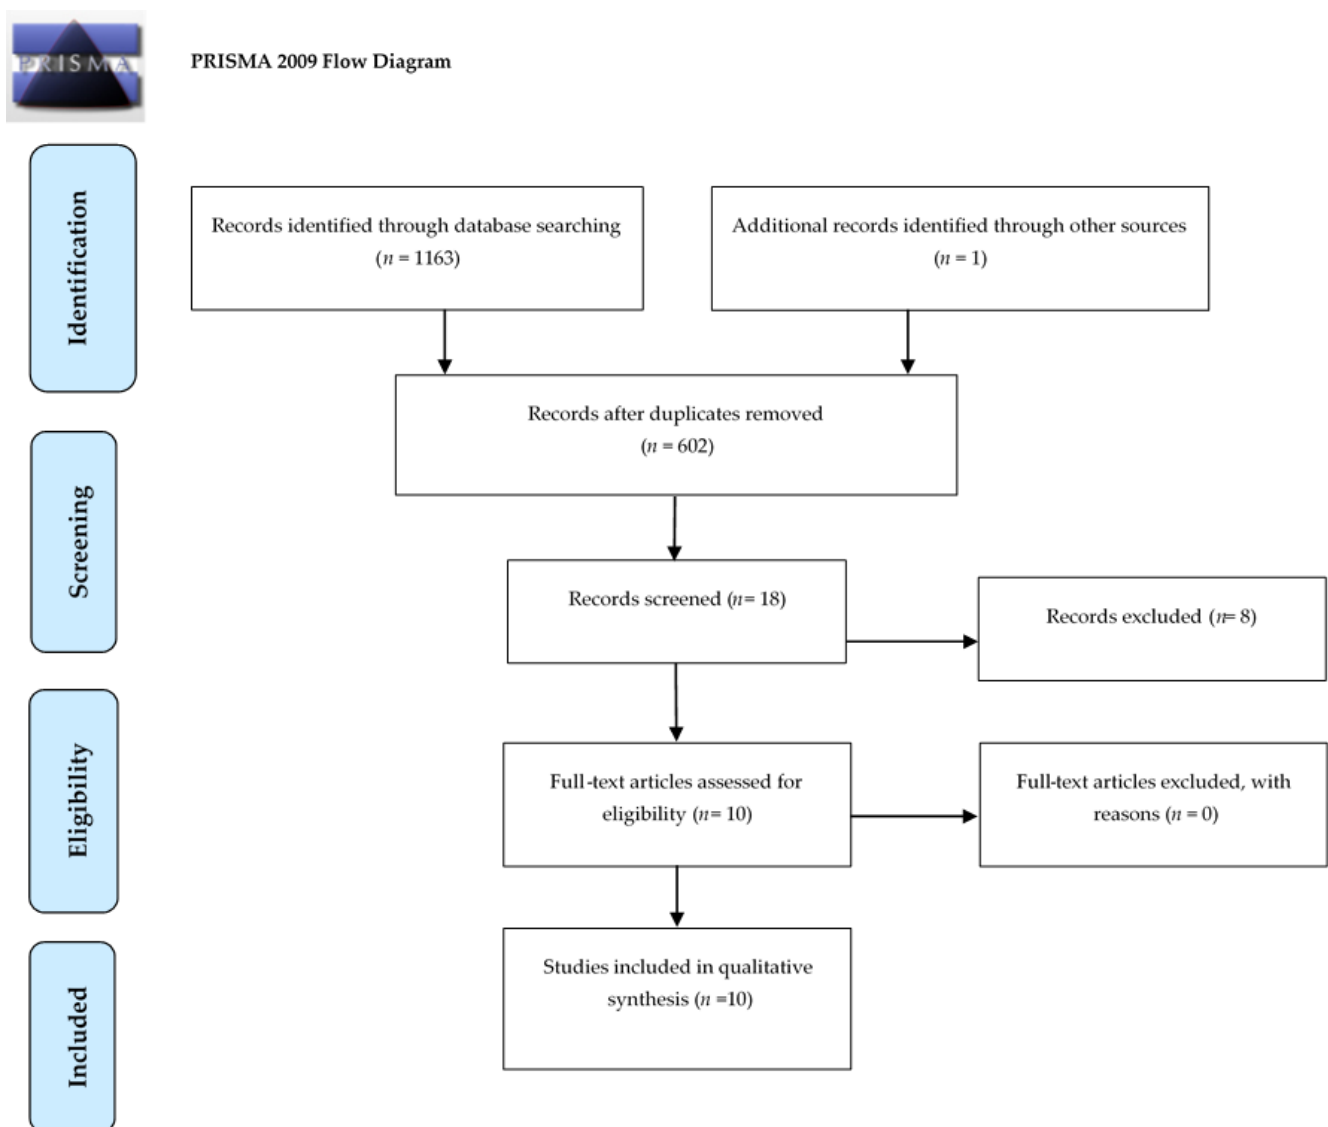 PRISMA
PRISMA 2009 Flow Diagram
Identification
Records identified through database searching
(n = 1163)
Additional records identified through other sources
(n = 1)
Records after duplicates removed
(n = 602)
Screening
Records screened (n= 18)
Records excluded (n= 8)
Eligibility
Full-text articles assessed for
eligibility (n= 10)
Full-text articles excluded, with
reasons (n = 0)
Included
Studies included in qualitative
synthesis (n =10)